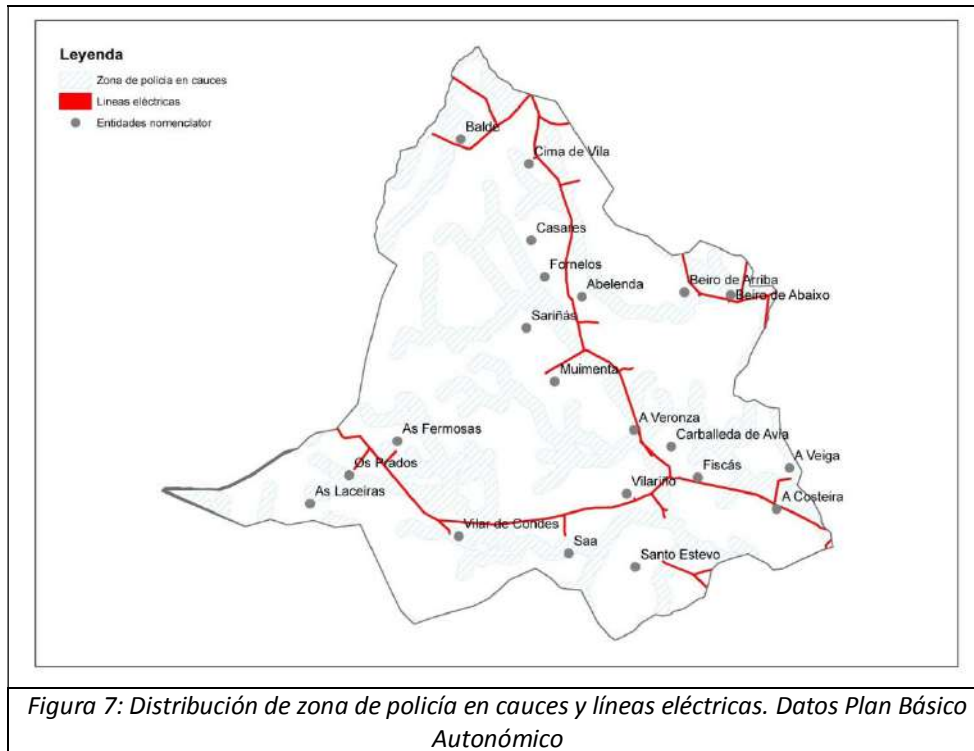 Leyenda
Zona de policía en cauces
Líneas eléctricas
Entidades nomenclator
Balde
Cima de Vila
Casares
Fornelos
Abelenda
Beiro de Arriba
Beiro de Abaixo
Sariñás
Muimenta
A Veronza
As Fermosas
Carballeda de Avia
Os Prados
Fiscás
A Veiga
As Laceiras
Vilariño
A Costeira
Vilar de Condes
Saa
Santo Estevo
Figura 7: Distribución de zona de policía en cauces y líneas eléctricas. Datos Plan Básico
Autonómico